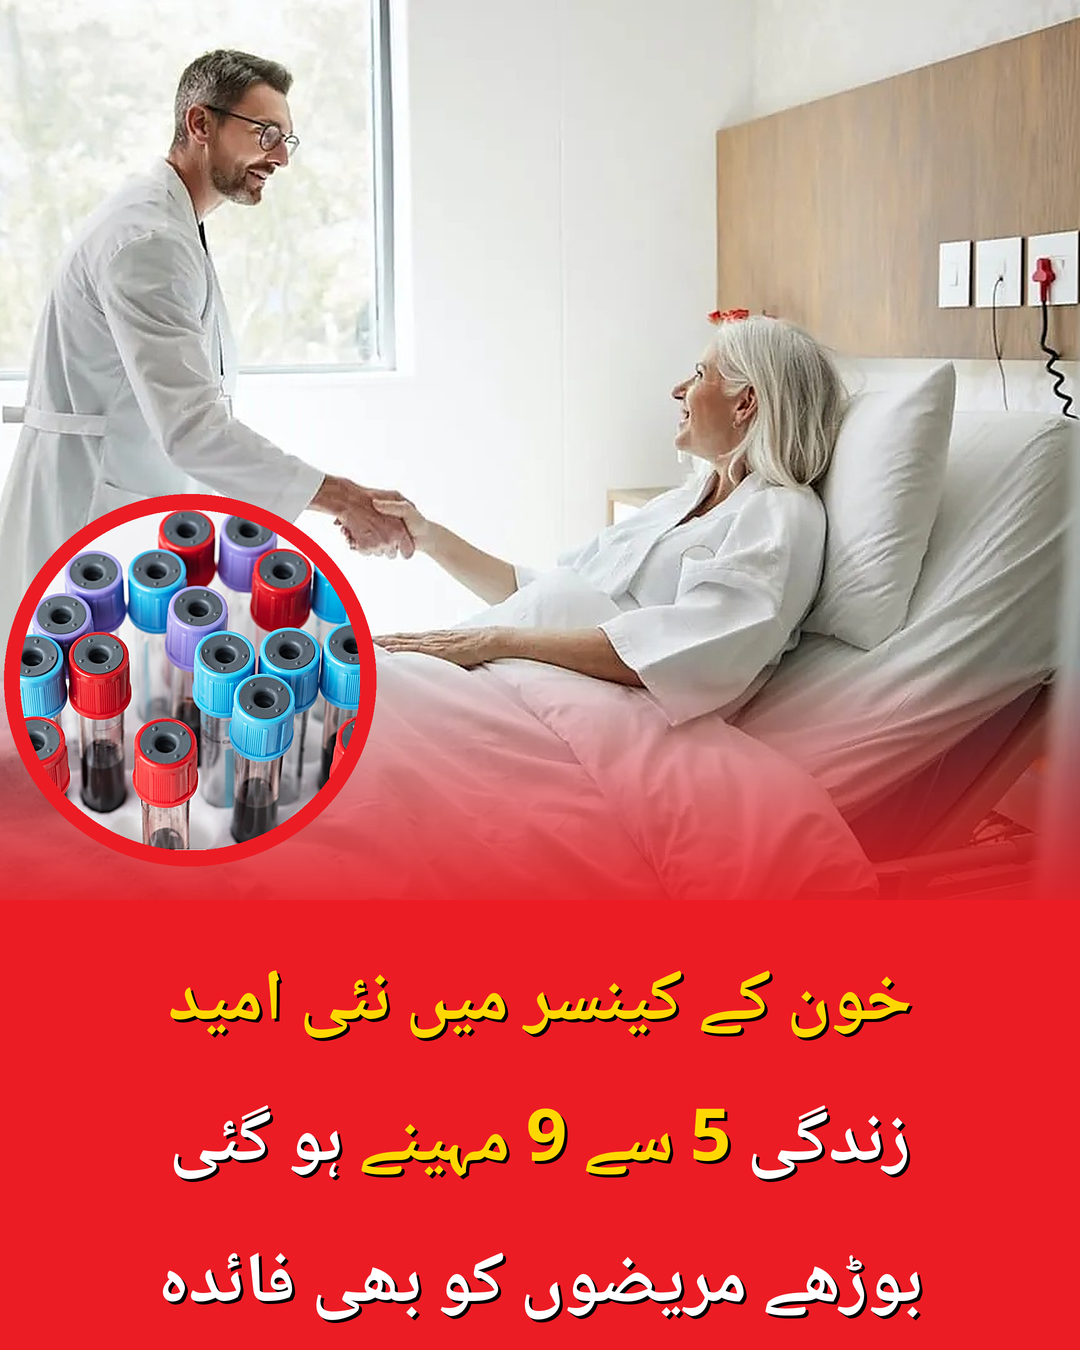 خون کے کینسر میں نئی امید
زندگی 5 سے 9 مہینے ہو گئی
بوڑھے مریضوں کو بھی فائدہ